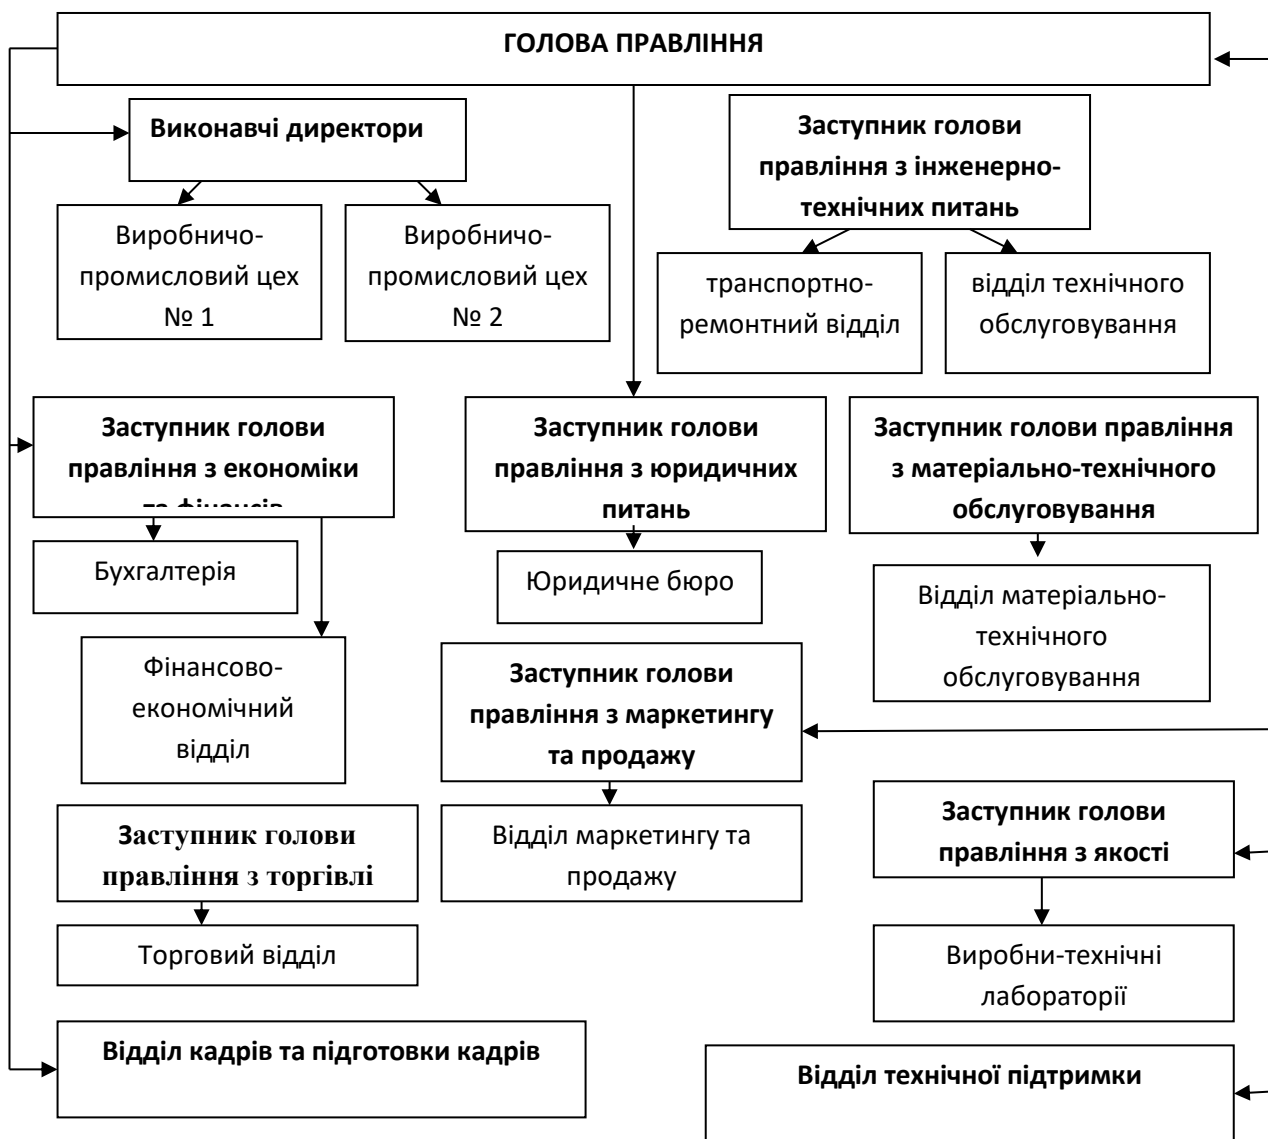 ГОЛОВА ПРАВЛІННЯ
Виконавчі директори
Заступник голови
правління з інженерно-
технічних питань
Виробничо-
промисловий цех
№ 1
Виробничо-
промисловий цех
№ 2
транспортно-
ремонтний відділ
відділ технічного
обслуговування
Заступник голови
правління з економіки
та фінансів
Заступник голови
правління з юридичних
питань
Заступник голови правління
з матеріально-технічного
обслуговування
Бухгалтерія
Юридичне бюро
Відділ матеріально-
технічного
обслуговування
Фінансово-
економічний
відділ
Заступник голови
правління з маркетингу
та продажу
Заступник голови
правління з торгівлі
Відділ маркетингу та
продажу
Заступник голови
правління з якості
Торговий відділ
Виробни-технічні
лабораторії
Відділ кадрів та підготовки кадрів
Відділ технічної підтримки